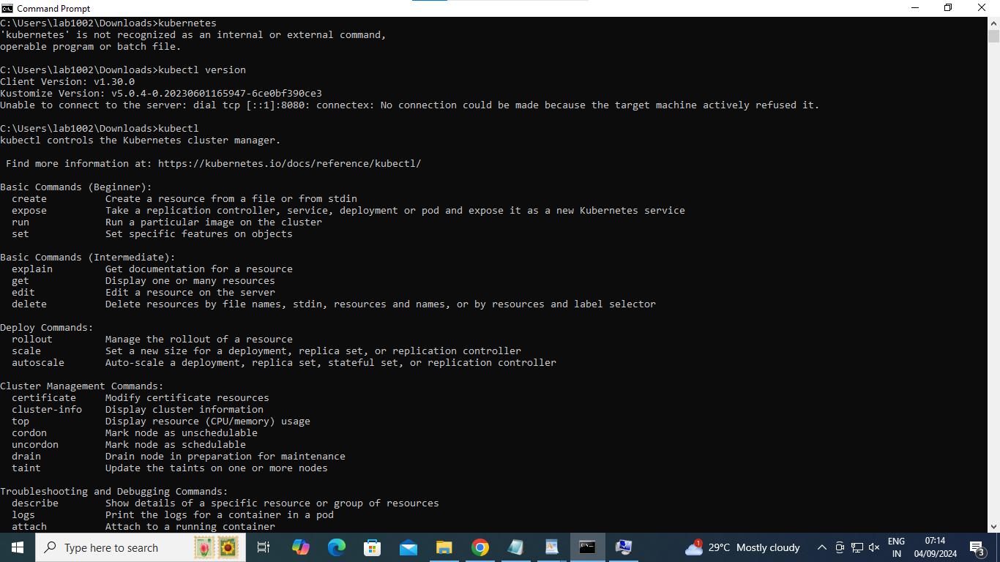 Command Prompt
C:\Users\lab1002\Downloads>kubernetes
'kubernetes' is not recognized as an internal or external command,
operable program or batch file.
C:\Users\lab1002\Downloads>kubectl version
Client Version: v1.30.0
Kustomize Version: v5.0.4-0.20230601165947-6ce0bf390ce3
Unable to connect to the server: dial tcp [::1]:8080: connectex: No connection could be made because the target machine actively refused it.
C:\Users\lab1002\Downloads>kubectl
kubectl controls the Kubernetes cluster manager.
Find more information at: https://kubernetes.io/docs/reference/kubectl/
Basic Commands (Beginner):
create Create a resource from a file or from stdin
expose Take a replication controller, service, deployment or pod and expose it as a new Kubernetes service
run Run a particular image on the cluster
set Set specific features on objects
Basic Commands (Intermediate):
explain Get documentation for a resource
get Display one or many resources
edit Edit a resource on the server
delete Delete resources by file names, stdin, resources and names, or by resources and label selector
Deploy Commands:
rollout Manage the rollout of a resource
scale Set a new size for a deployment, replica set, or replication controller
autoscale Auto-scale a deployment, replica set, stateful set, or replication controller
Cluster Management Commands:
certificate Modify certificate resources
cluster-info Display cluster information
top Display resource (CPU/memory) usage
cordon Mark node as unschedulable
uncordon Mark node as schedulable
drain Drain node in preparation for maintenance
taint Update the taints on one or more nodes
Troubleshooting and Debugging Commands:
describe Show details of a specific resource or group of resources
logs Print the logs for a container in a pod
attach Attach to a running container
Type here to search
1
29°C Mostly cloudy
ENG
IN
07:14
04/09/2024
3